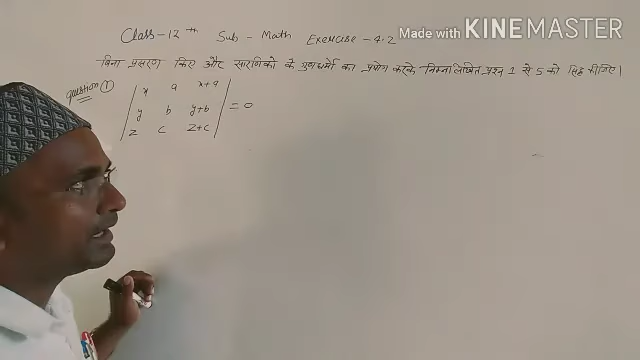 Made with KINEMASTER
Class-12th Sub - Math Exercise - 4.2
बिना प्रसरण किए और सारणिकों के गुणधर्मो का प्रयोग करके निम्नलिखित प्रश्न 1 से 5 को सिद्ध कीजिए।
question ① | x a x+a |
| y b y+b | = 0
| z c z+c |